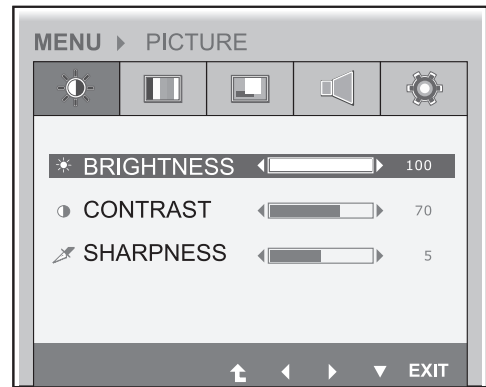 MENU PICTURE
BRIGHTNESS 100
CONTRAST 70
SHARPNESS 5
EXIT